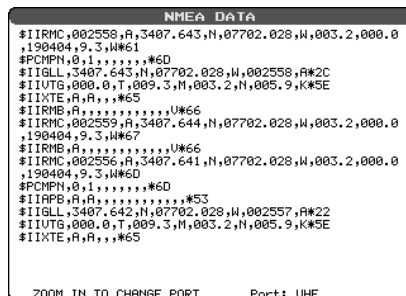 NMEA DATA
$IIRMC,002558,A,3407.643,N,07702.028,W,003.2,000.0
,190404,9.3,W*61
$PCMPN,0,1,,,,,,,*6D
$IIGLL,3407.643,N,07702.028,W,002558,A*2C
$IIVTG,000.0,T,009.3,M,003.2,N,005.9,K*5E
$IIXTE,A,A,,,*65
$IIRMB,A,,,,,,,,,,,,V*66
$IIRMC,002559,A,3407.644,N,07702.028,W,003.2,000.0
,190404,9.3,W*67
$IIRMB,A,,,,,,,,,,,,V*66
$IIRMC,002556,A,3407.641,N,07702.028,W,003.2,000.0
,190404,9.3,W*6D
$PCMPN,0,1,,,,,,,*6D
$IIAPB,A,A,,,,,,,,,,,,,*53
$IIGLL,3407.642,N,07702.028,W,002557,A*22
$IIVTG,000.0,T,009.3,M,003.2,N,005.9,K*5E
$IIXTE,A,A,,,*65
ZOOM IN TO CHANGE PORT Port: VHF